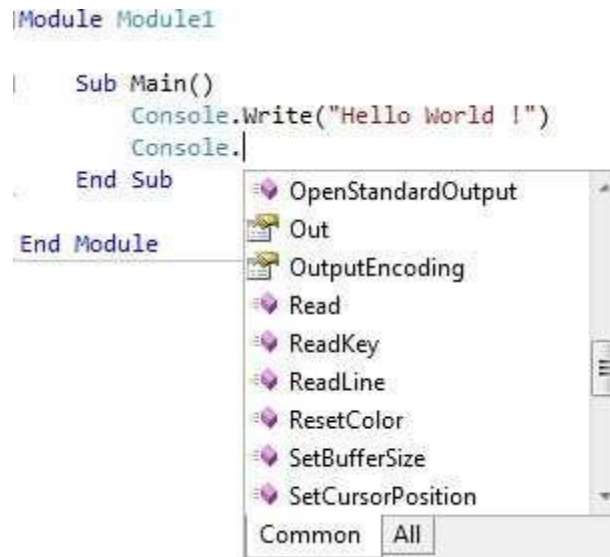 Module Module1
Sub Main()
Console.Write("Hello World !")
Console.
End Sub
End Module
OpenStandardOutput
Out
OutputEncoding
Read
ReadKey
ReadLine
ResetColor
SetBufferSize
SetCursorPosition
Common All